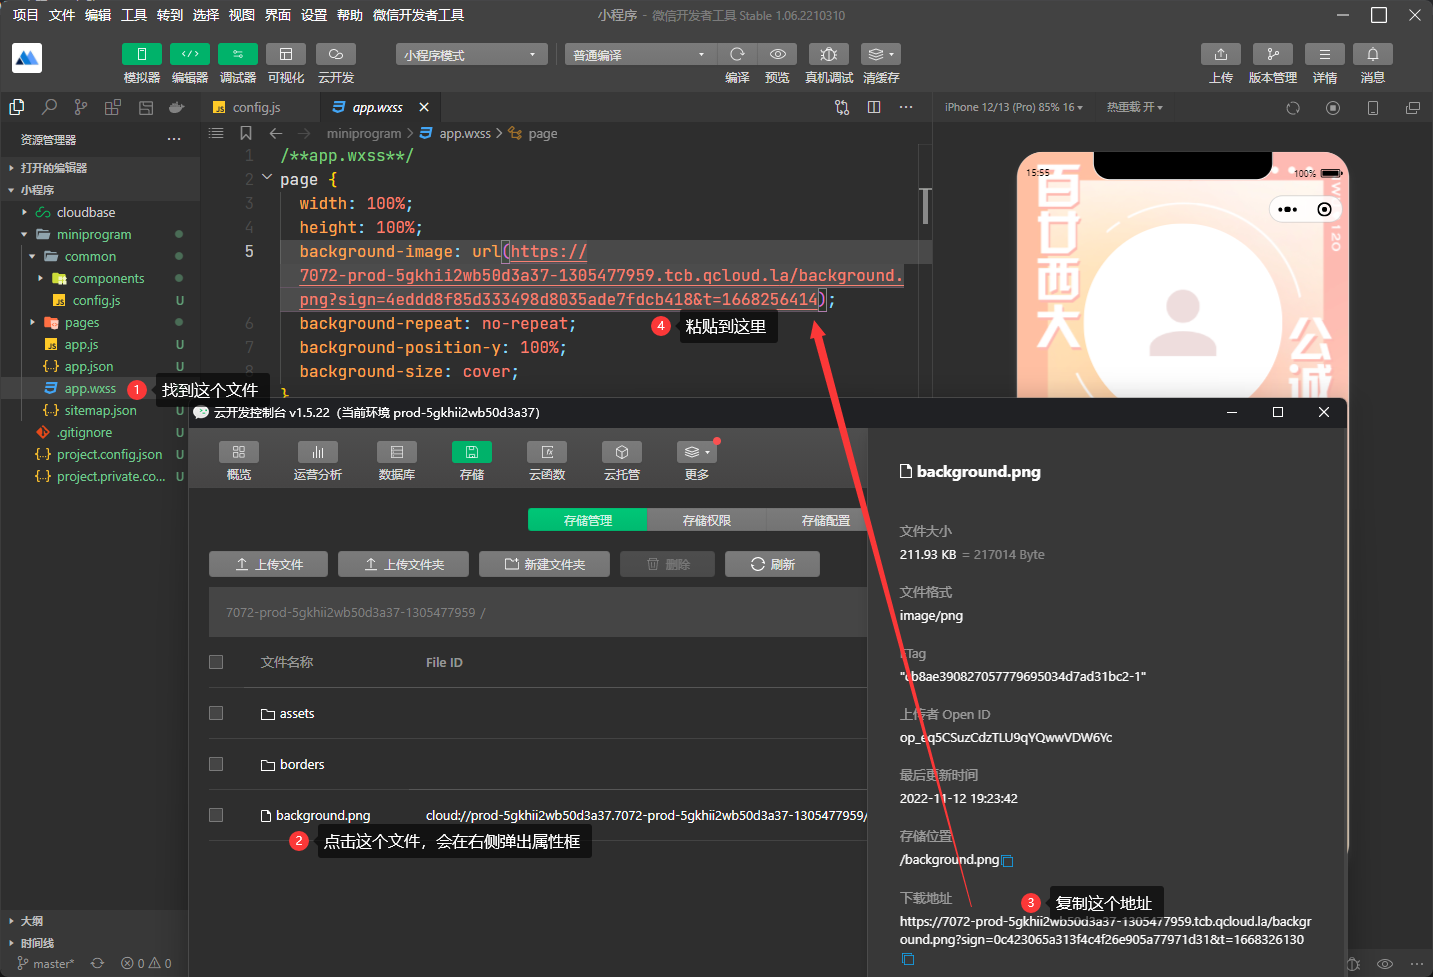 项目 文件 编辑 工具 转到 选择 视图 界面 设置 帮助 微信开发者工具
小程序 - 微信开发者工具 Stable 1.06.2210310
模拟器 编辑器 调试器 可视化 云开发
小程序模式
普通编译
编译 预览 真机调试 清缓存
上传 版本管理 详情 消息
config.js
app.wxss
iPhone 12/13 (Pro) 85% 16
热重载 开
资源管理器
打开的编辑器
小程序
cloudbase
miniprogram
common
components
config.js U
pages
app.js U
app.json U
app.wxss
1 找到这个文件
sitemap.json U
.gitignore U
project.config.json U
project.private.co... U
大纲
时间线
master*
0 0
miniprogram > app.wxss > page
1 /**app.wxss**/
2 page {
3 width: 100%;
4 height: 100%;
5 background-image: url(https://
7072-prod-5gkhii2wb50d3a37-1305477959.tcb.qcloud.la/background.
png?sign=4eddd8f85d333498d8035ade7fdcb418&t=1668256414);
6 background-repeat: no-repeat;
7 background-position-y: 100%;
8 background-size: cover;
}
4 粘贴到这里
15:55
100%
百廿西大
公诚
120
云开发控制台 v1.5.22（当前环境 prod-5gkhii2wb50d3a37）
概览 运营分析 数据库 存储 云函数 云托管 更多
存储管理 存储权限 存储配置
上传文件 上传文件夹 新建文件夹 删除 刷新
7072-prod-5gkhii2wb50d3a37-1305477959 /
文件名称 File ID
assets
borders
background.png cloud://prod-5gkhii2wb50d3a37.7072-prod-5gkhii2wb50d3a37-1305477959/
2 点击这个文件，会在右侧弹出属性框
background.png
文件大小
211.93 KB = 217014 Byte
文件格式
image/png
ETag
"cb8ae390827057779695034d7ad31bc2-1"
上传者 Open ID
op_eq5CSuzCdzTLU9qYQwwVDW6Yc
最后更新时间
2022-11-12 19:23:42
存储位置
/background.png
下载地址
3 复制这个地址
https://7072-prod-5gkhii2wb50d3a37-1305477959.tcb.qcloud.la/backgr
ound.png?sign=0c423065a313f4c4f26e905a77971d31&t=1668326130